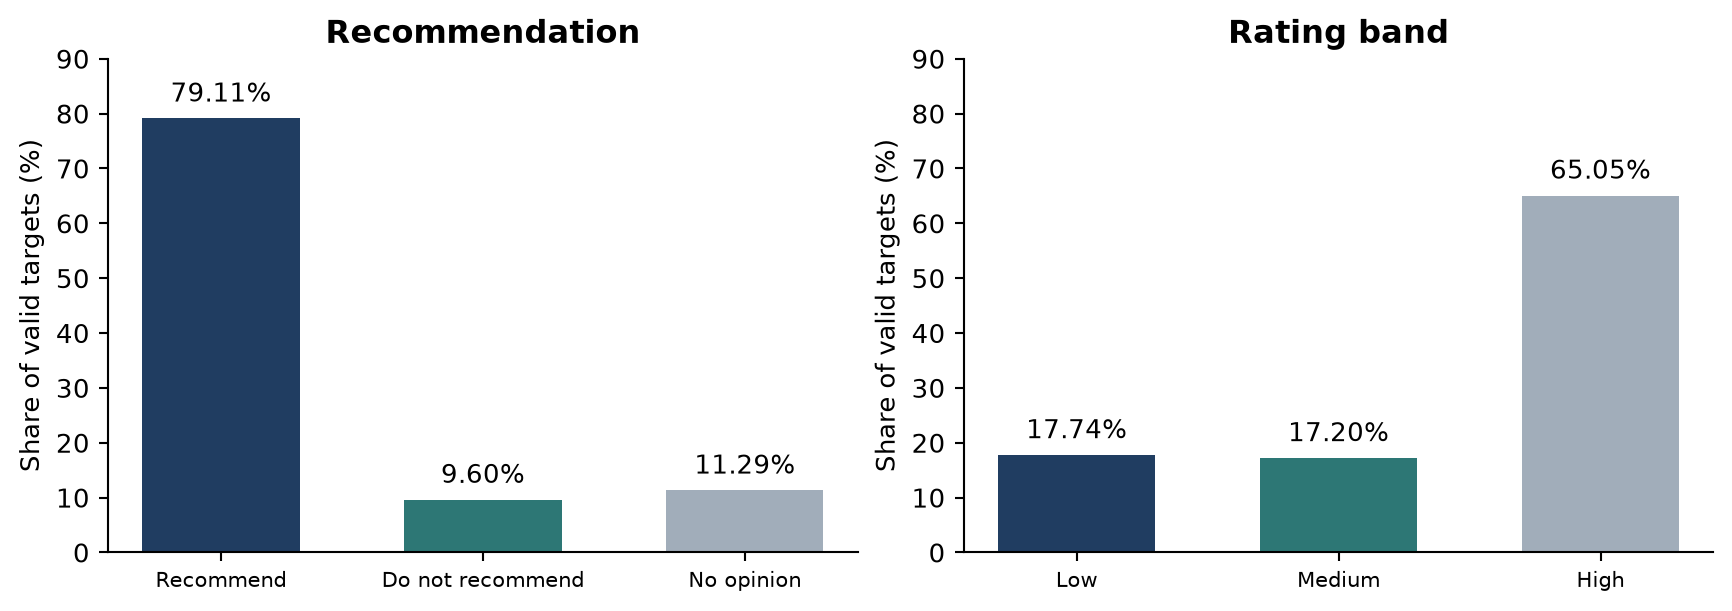 Recommendation
Share of valid targets (%)
90
80
70
60
50
40
30
20
10
0
79.11%
9.60%
11.29%
Recommend
Do not recommend
No opinion
Rating band
Share of valid targets (%)
90
80
70
60
50
40
30
20
10
0
17.74%
17.20%
65.05%
Low
Medium
High